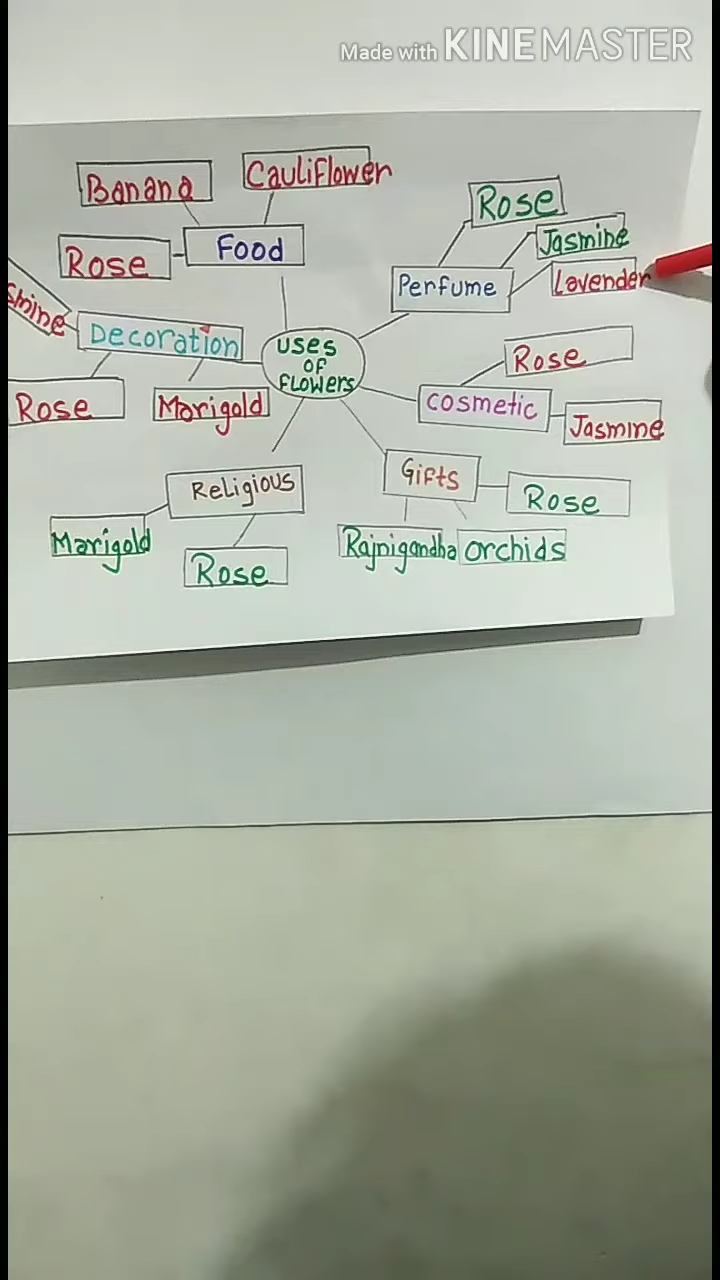 Made with KINEMASTER
Banana
Cauliflower
Rose
Food
Rose
Jasmine
Lavender
Perfume
Decoration
Rose
Marigold
USES
OF
FLOWERS
Rose
Cosmetic
Jasmine
Religious
Marigold
Rose
Gifts
Rose
Rajnigandha
Orchids